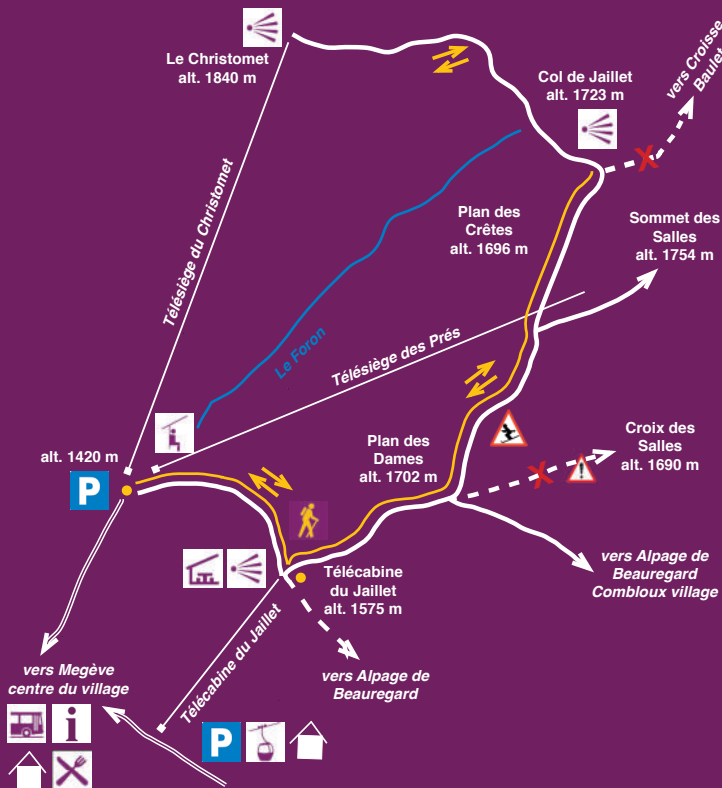 Le Christomet
alt. 1840 m
Col de Jaillet
alt. 1723 m
vers Croisse
Baulet
Télésiège du Christomet
Plan des
Crêtes
alt. 1696 m
Sommet des
Salles
alt. 1754 m
Le Foron
Télésiège des Prés
alt. 1420 m
P
Plan des
Dames
alt. 1702 m
Croix des
Salles
alt. 1690 m
vers Alpage de
Beauregard
Combloux village
Télécabine
du Jaillet
alt. 1575 m
Télécabine du Jaillet
vers Alpage de
Beauregard
vers Megève
centre du village
i
P